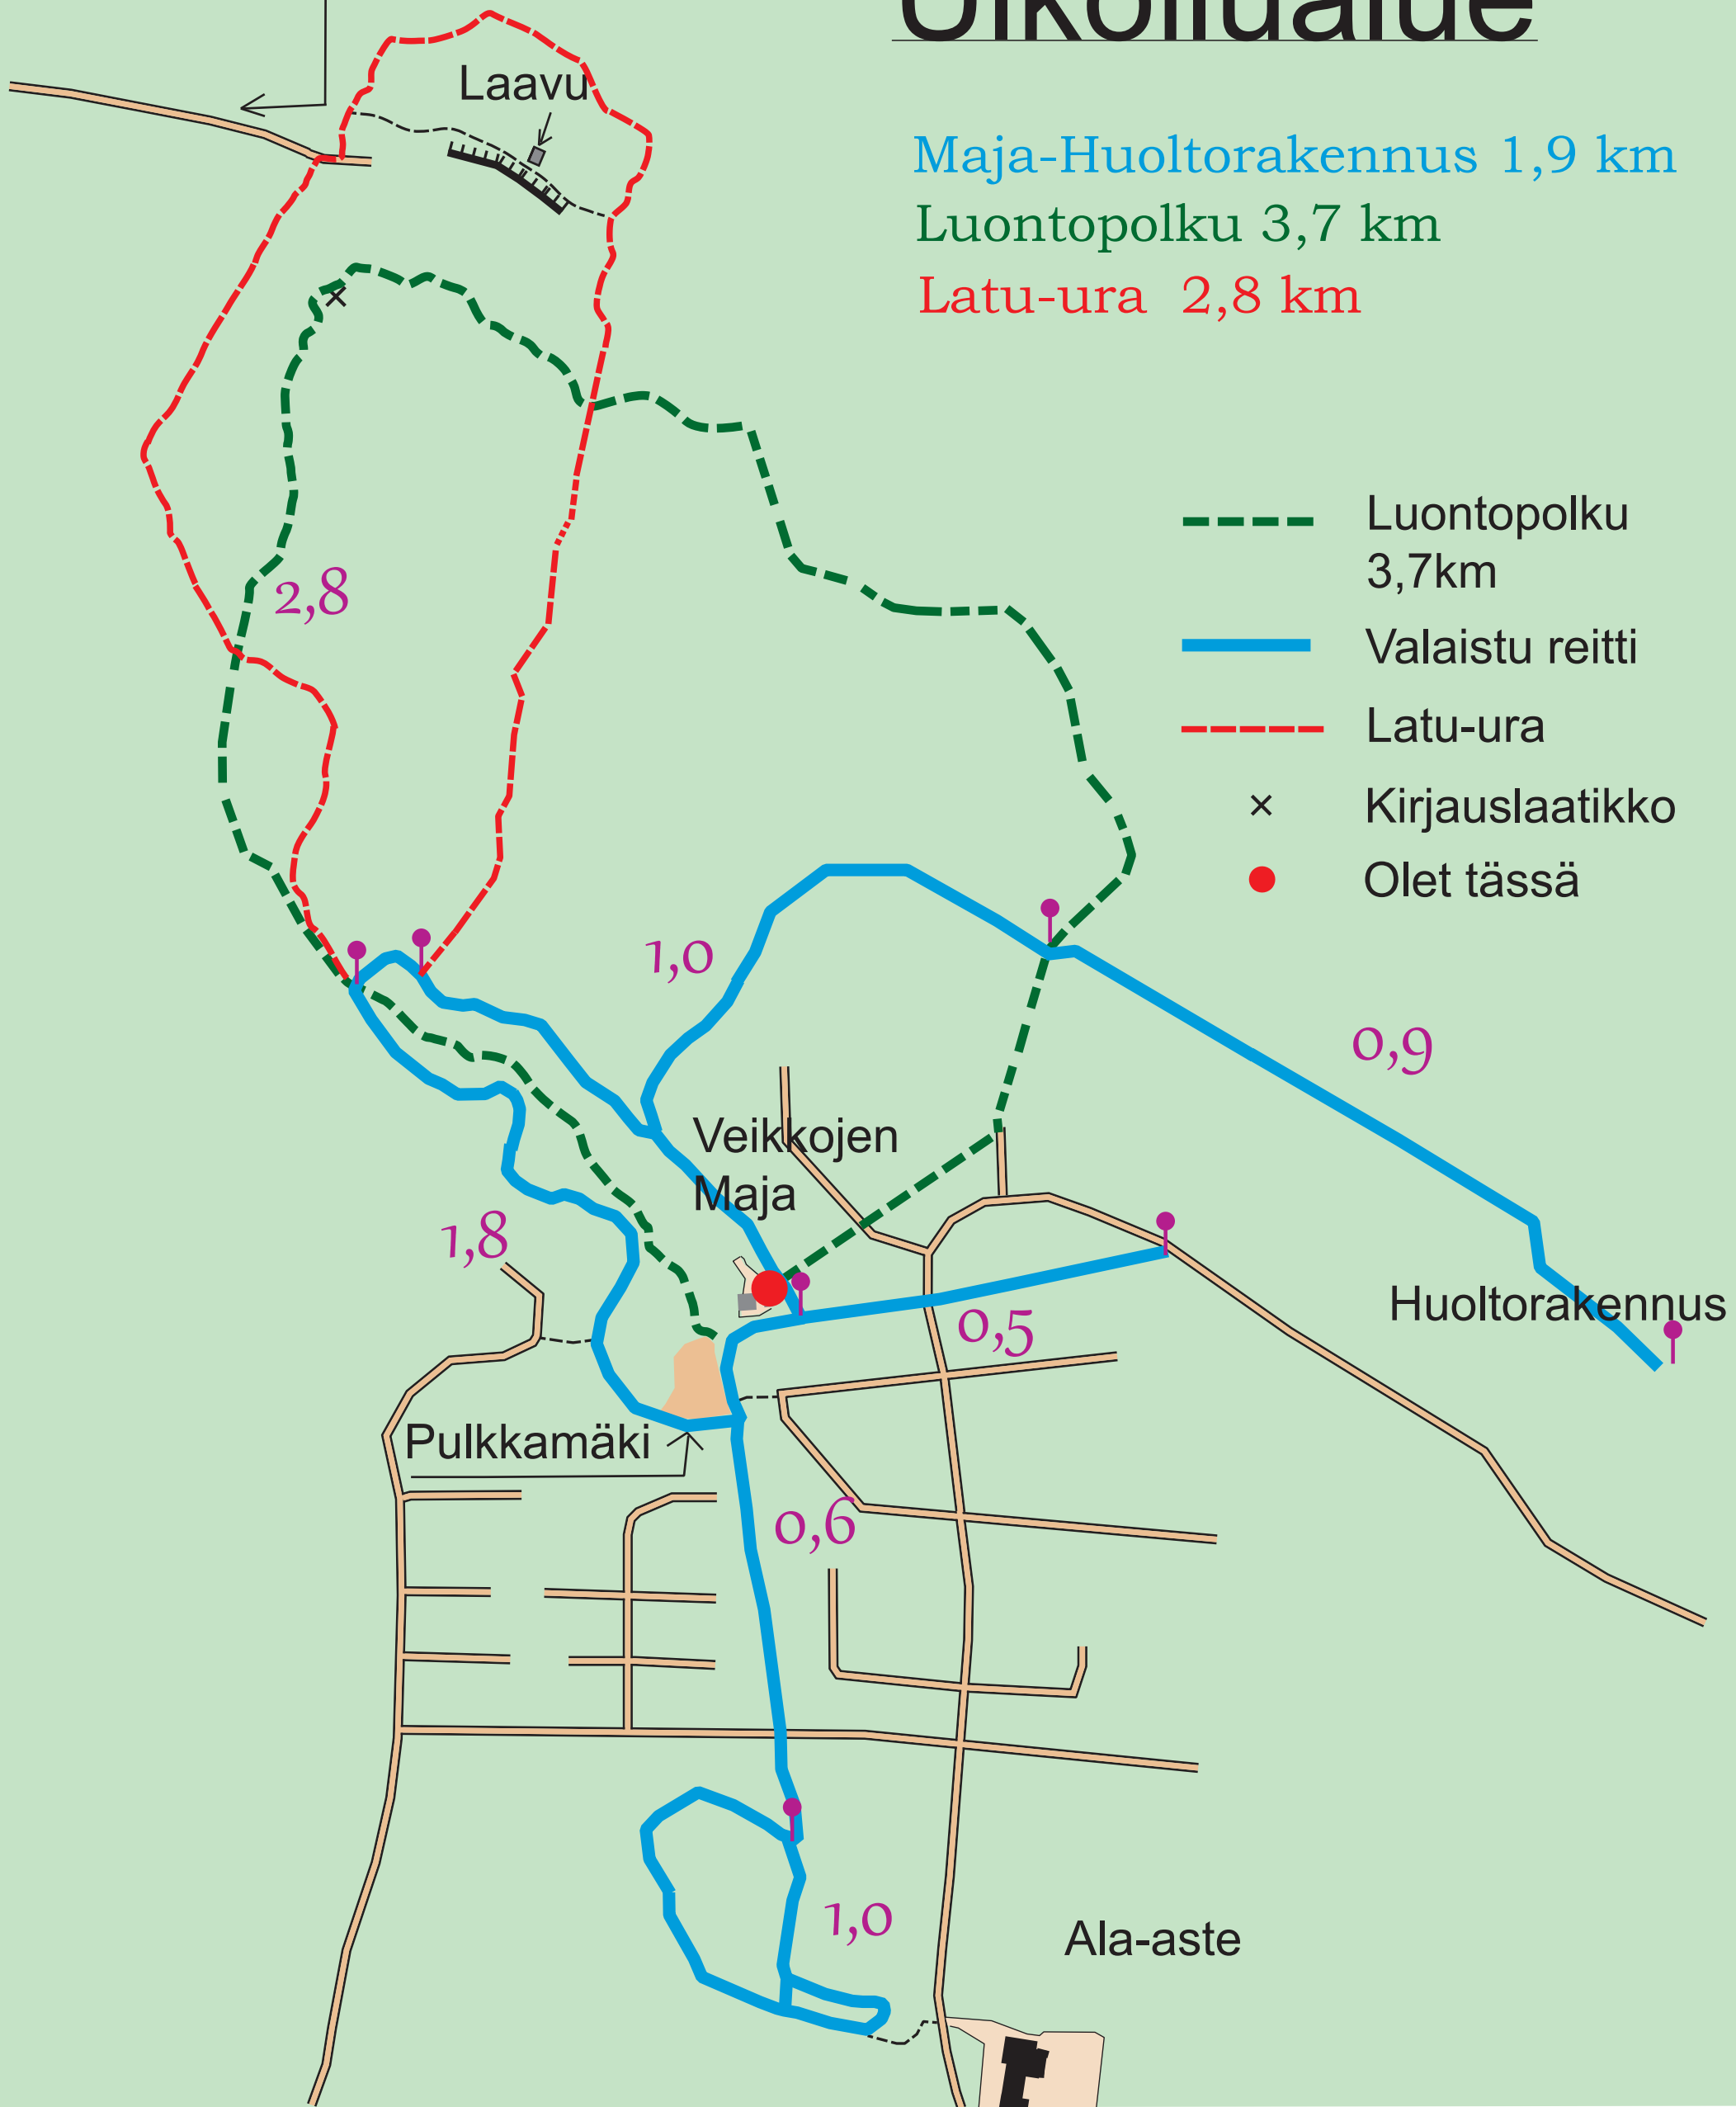 Ulkoilualue
Laavu
Maja-Huoltorakennus 1,9 km
Luontopolku 3,7 km
Latu-ura 2,8 km
Luontopolku
3,7km
Valaistu reitti
Latu-ura
Kirjauslaatikko
Olet tässä
2,8
1,0
0,9
Veikkojen
Maja
1,8
Huoltorakennus
0,5
Pulkkamäki
0,6
1,0
Ala-aste